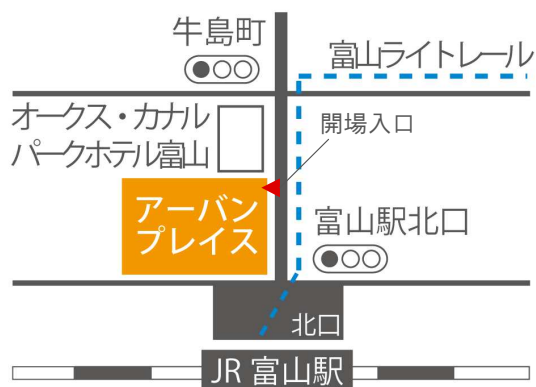 牛島町
富山ライトレール
オークス・カナル
パークホテル富山
開場入口
アーバン
プレイス
富山駅北口
北口
JR 富山駅